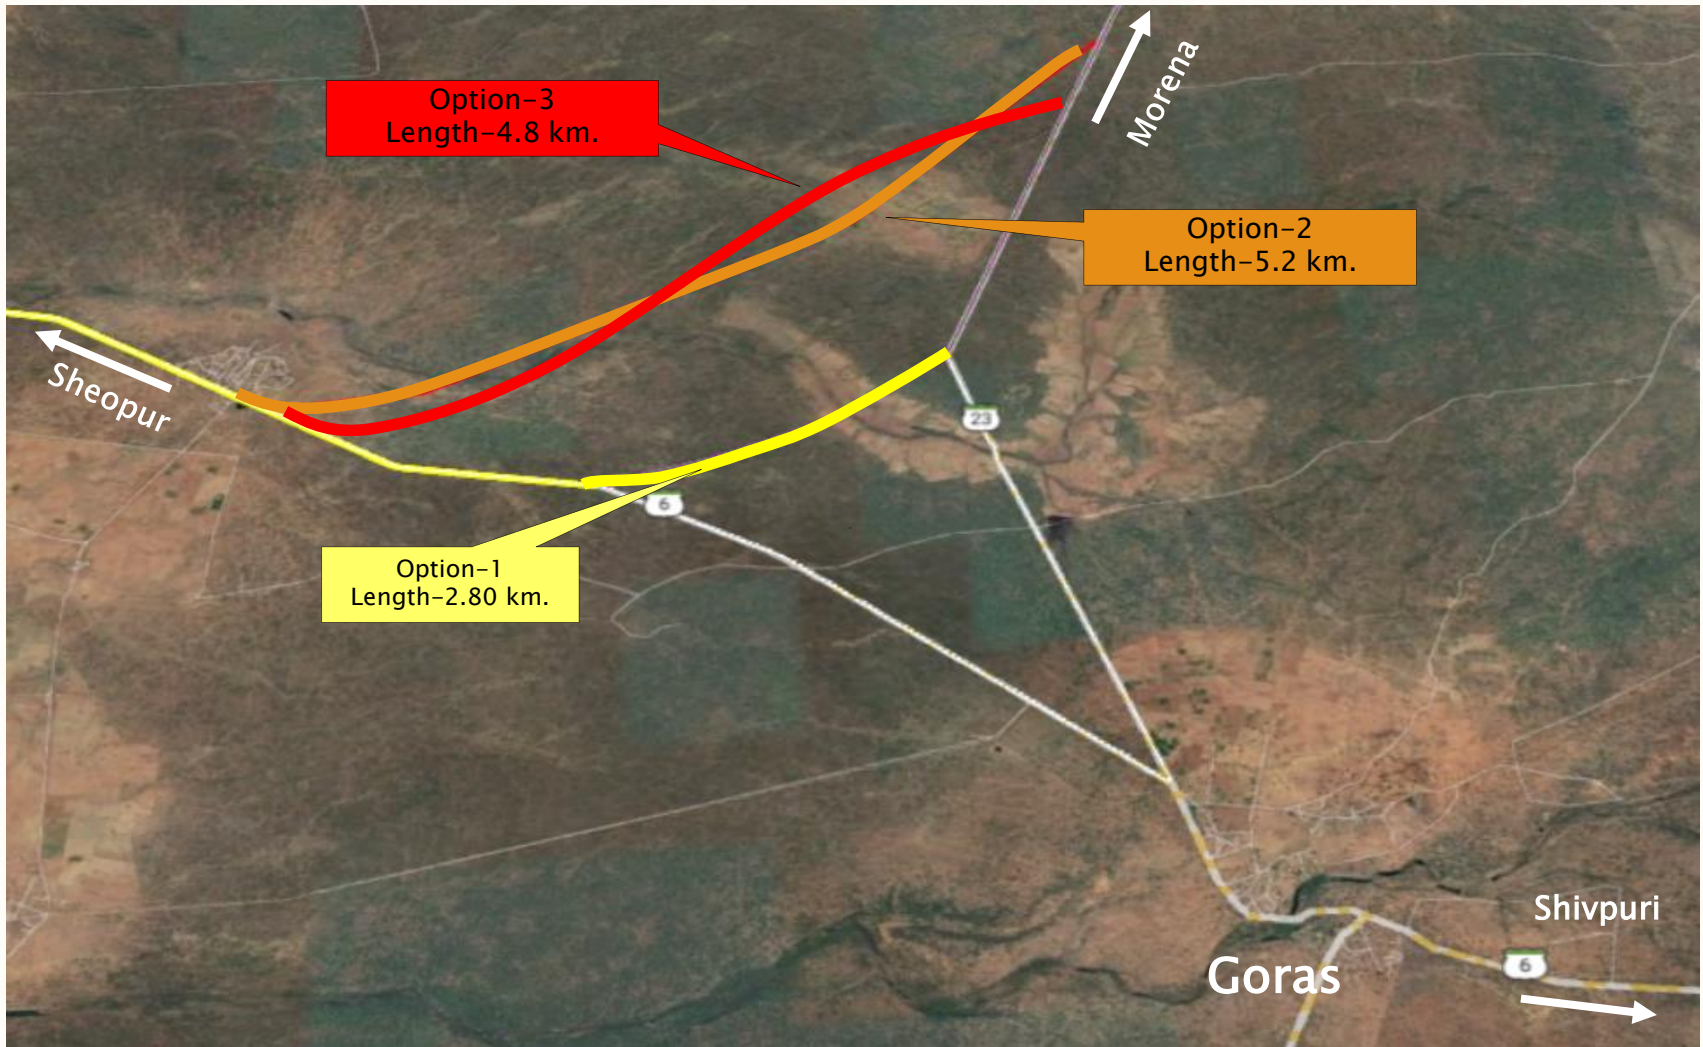 Option-3
Length-4.8 km.
Morena
Option-2
Length-5.2 km.
Sheopur
23
6
Option-1
Length-2.80 km.
Shivpuri
Goras
6